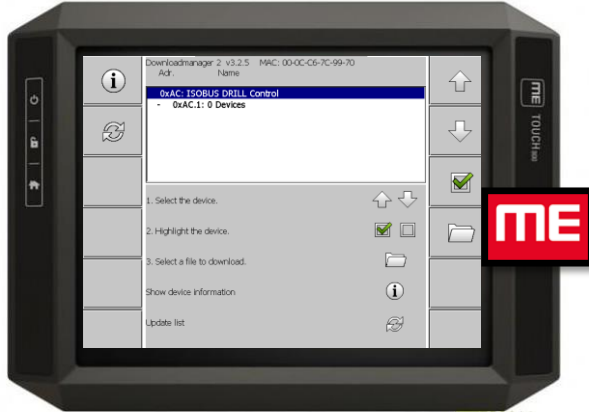 Downloadmanager 2 v3.2.5 MAC: 00-0C-C6-7C-99-70
Adr. Name
0xAC: ISOBUS DRILL Control
- 0xAC.1: 0 Devices
1. Select the device.
2. Highlight the device.
3. Select a file to download.
Show device information
Update list
ME
TOUCH800
ME